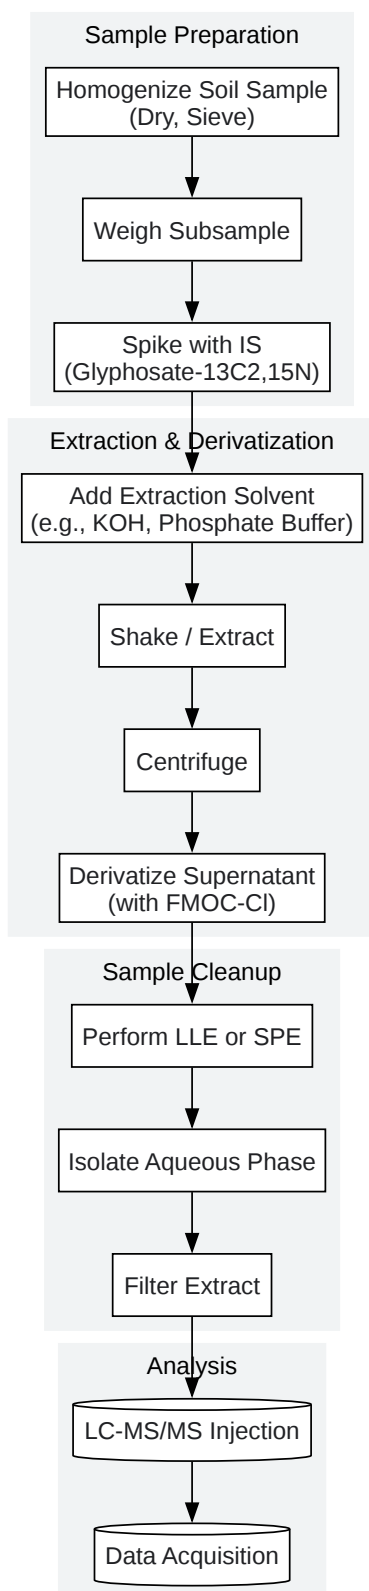 Sample Preparation
Homogenize Soil Sample
(Dry, Sieve)
Weigh Subsample
Spike with IS
(Glyphosate-13C2,15N)
Extraction & Derivatization
Add Extraction Solvent
(e.g., KOH, Phosphate Buffer)
Shake / Extract
Centrifuge
Derivatize Supernatant
(with FMOC-Cl)
Sample Cleanup
Perform LLE or SPE
Isolate Aqueous Phase
Filter Extract
Analysis
LC-MS/MS Injection
Data Acquisition